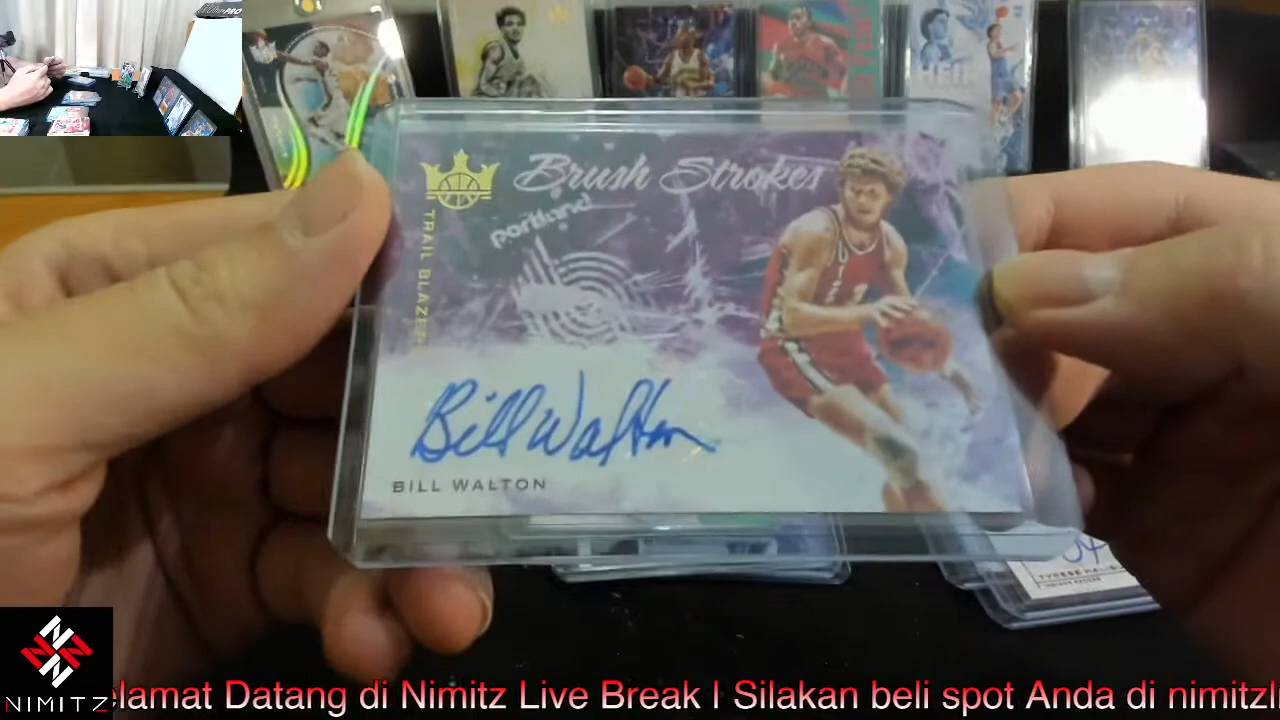 Brush Strokes
portland
TRAIL BLAZERS
Bill Walton
BILL WALTON
NIMITZ
elamat Datang di Nimitz Live Break | Silakan beli spot Anda di nimitzl